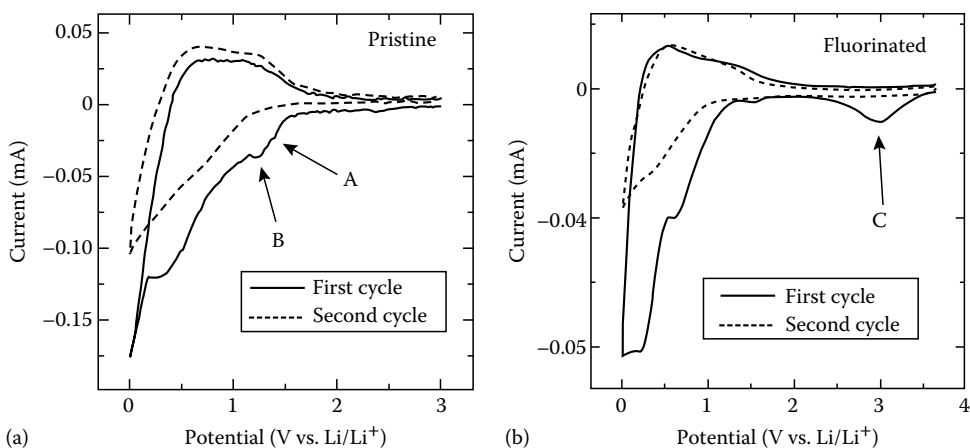 0.05
0
−0.05
−0.10
−0.15
Current (mA)
Pristine
A
B
First cycle
Second cycle
0 1 2 3
(a) Potential (V vs. Li/Li⁺)
0
−0.04
−0.05
Current (mA)
Fluorinated
C
First cycle
Second cycle
0 1 2 3 4
(b) Potential (V vs. Li/Li⁺)